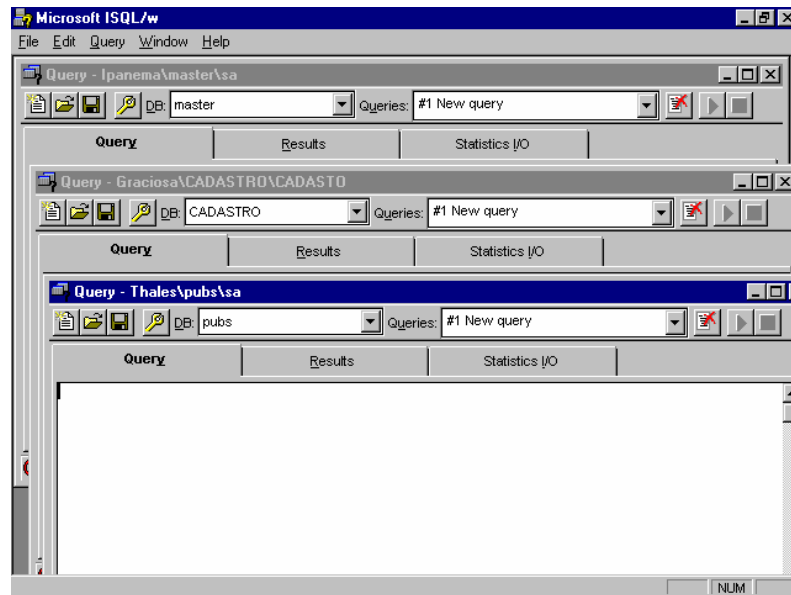 Microsoft ISQL/w
File Edit Query Window Help
Query - Ipanema\master\sa
DB: master Queries: #1 New query
Query Results Statistics I/O
Query - Graciosa\CADASTRO\CADASTO
DB: CADASTRO Queries: #1 New query
Query Results Statistics I/O
Query - Thales\pubs\sa
DB: pubs Queries: #1 New query
Query Results Statistics I/O
NUM